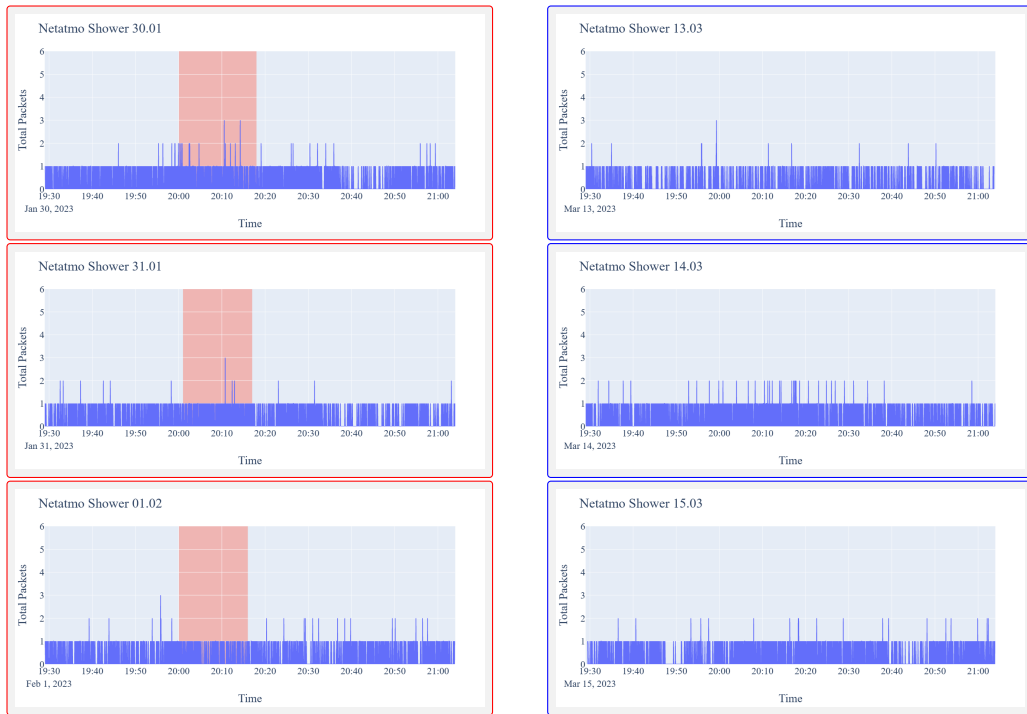 Netatmo Shower 30.01
Total Packets
6
5
4
3
2
1
0
19:30 19:40 19:50 20:00 20:10 20:20 20:30 20:40 20:50 21:00
Jan 30, 2023
Time
Netatmo Shower 13.03
Total Packets
6
5
4
3
2
1
0
19:30 19:40 19:50 20:00 20:10 20:20 20:30 20:40 20:50 21:00
Mar 13, 2023
Time
Netatmo Shower 31.01
Total Packets
6
5
4
3
2
1
0
19:30 19:40 19:50 20:00 20:10 20:20 20:30 20:40 20:50 21:00
Jan 31, 2023
Time
Netatmo Shower 14.03
Total Packets
6
5
4
3
2
1
0
19:30 19:40 19:50 20:00 20:10 20:20 20:30 20:40 20:50 21:00
Mar 14, 2023
Time
Netatmo Shower 01.02
Total Packets
6
5
4
3
2
1
0
19:30 19:40 19:50 20:00 20:10 20:20 20:30 20:40 20:50 21:00
Feb 1, 2023
Time
Netatmo Shower 15.03
Total Packets
6
5
4
3
2
1
0
19:30 19:40 19:50 20:00 20:10 20:20 20:30 20:40 20:50 21:00
Mar 15, 2023
Time